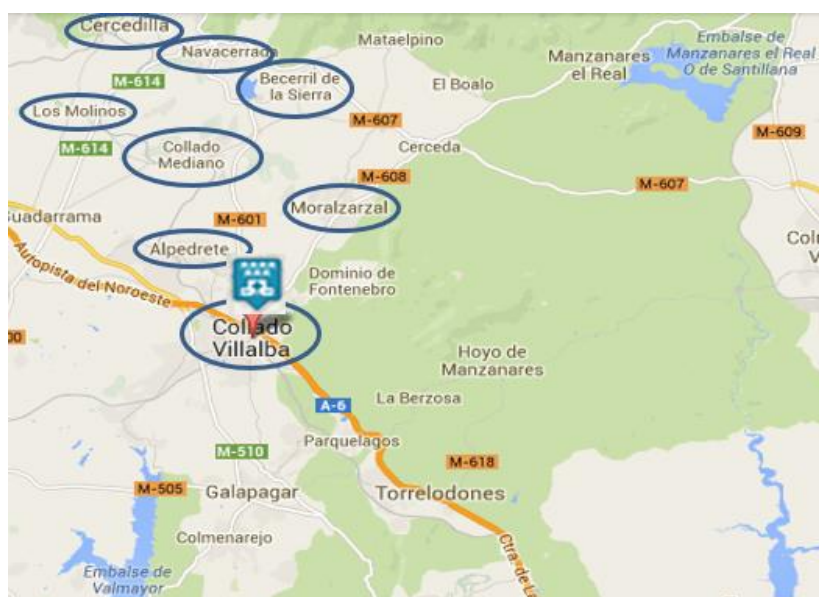 Cercedilla
Mataelpino
Embalse de
Manzanares el Real
O de Santillana
Navacerrada
Manzanares
el Real
M-614
Becerril de
la Sierra
El Boalo
Los Molinos
M-607
M-609
M-614
Collado
Mediano
Cerceda
M-608
M-607
Moralzarzal
Guadarrama
M-601
Alpedrete
Autopista del Noroeste
Dominio de
Fontenebro
Collado
Villalba
Hoyo de
Manzanares
La Berzosa
A-6
Parquelagos
M-510
M-618
M-505
Galapagar
Torrelodones
Colmenarejo
Ctra. de
Embalse de
Valmayor